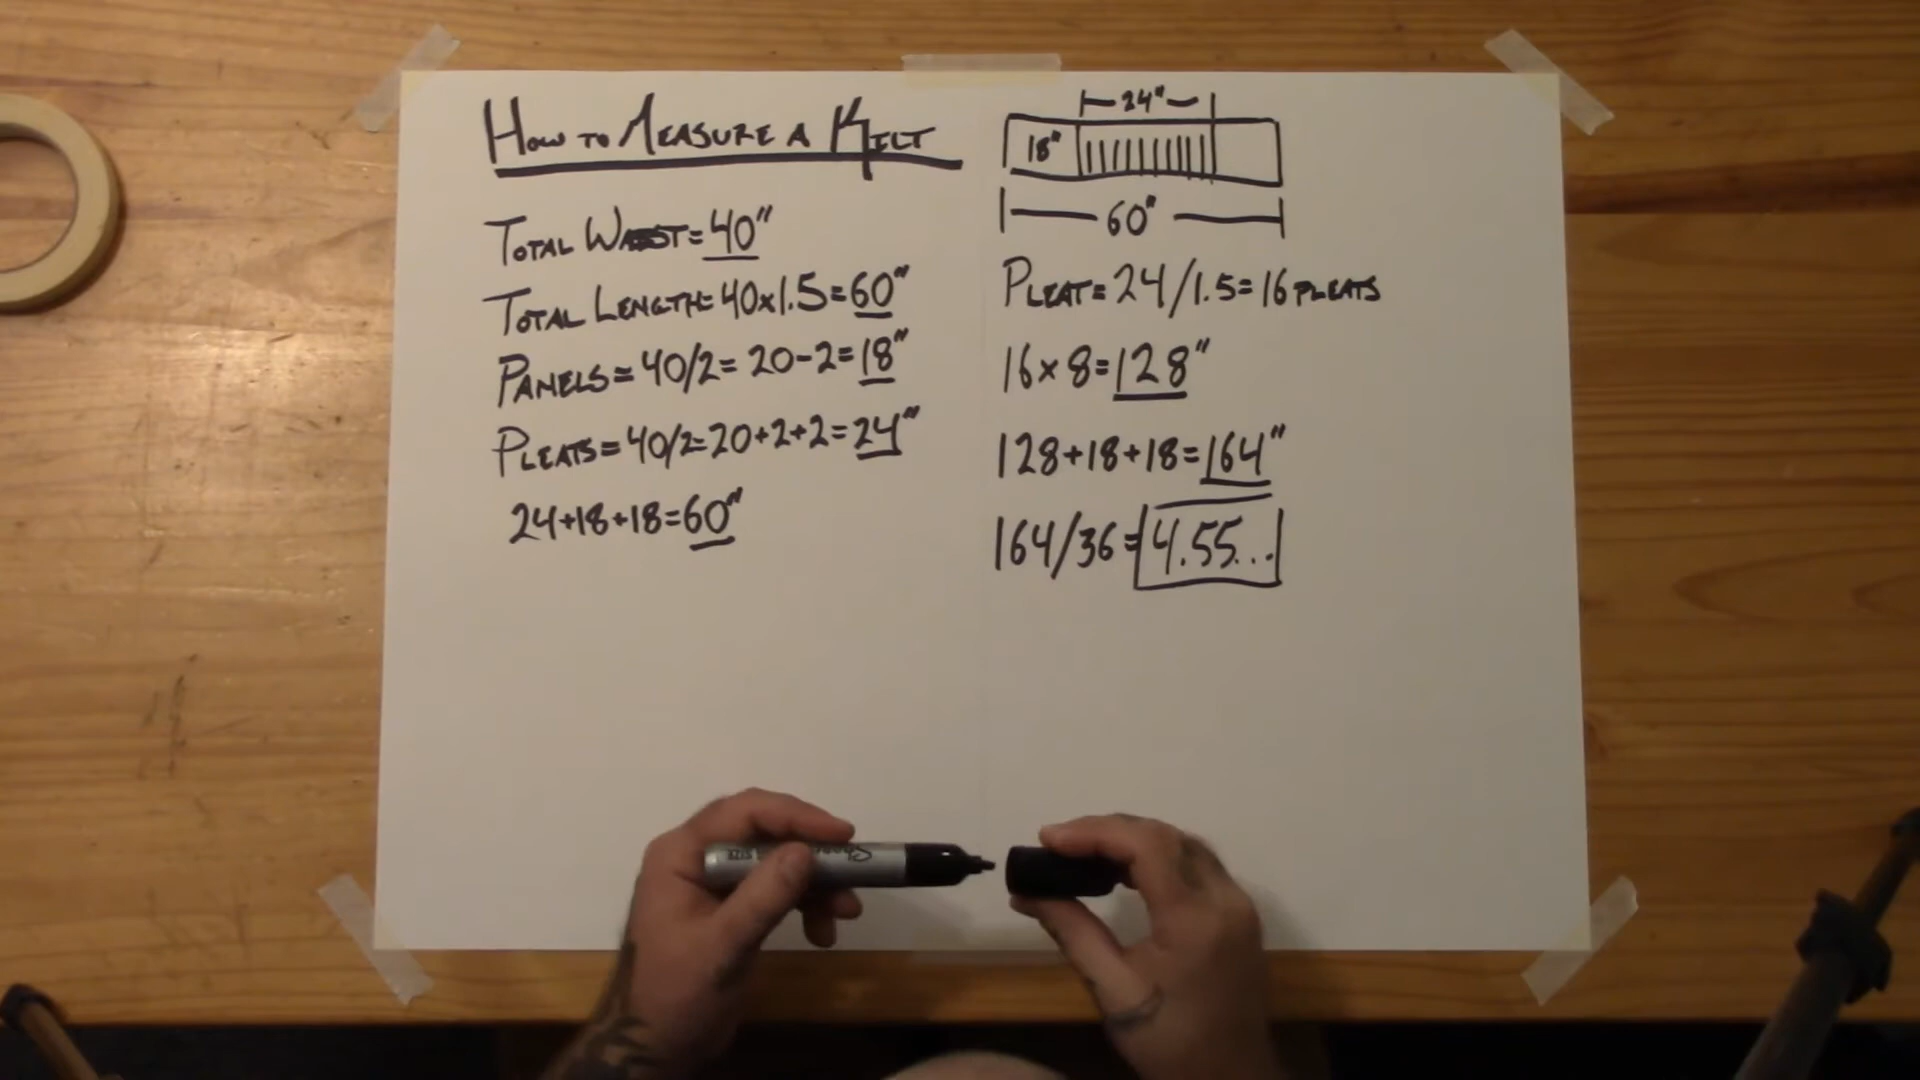 How to Measure a Kilt
Total Waist = 40"
Total Length = 40x1.5 = 60"
Panels = 40/2 = 20-2 = 18"
Pleats = 40/2 = 20+2+2 = 24"
24+18+18=60"
24"
18"
60"
Pleat = 24/1.5 = 16 pleats
16x8=128"
128+18+18=164"
164/36=4.55...